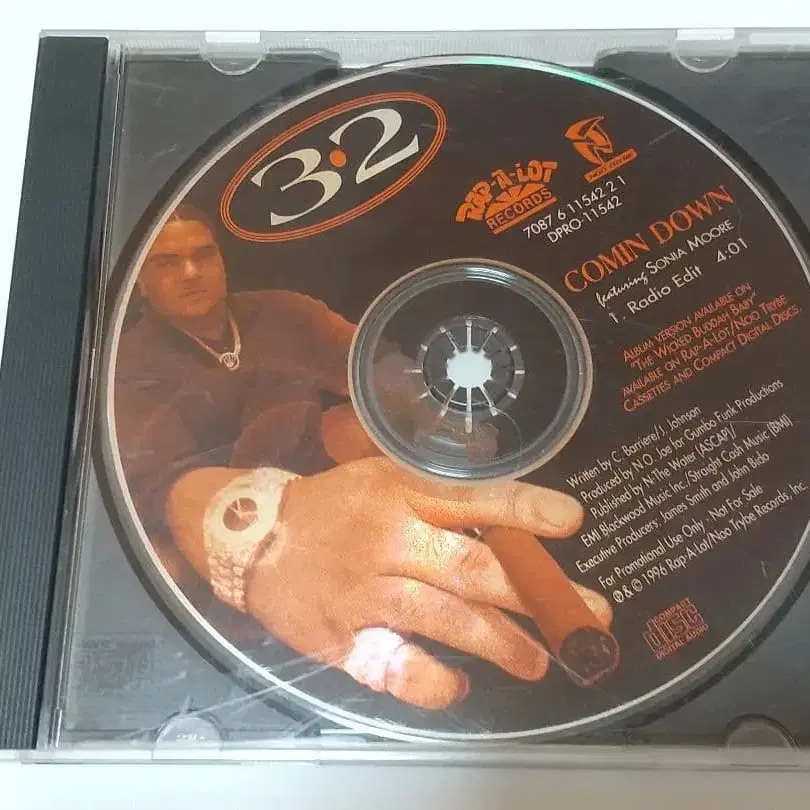 3·2
RAP-A-LOT
RECORDS
NOO TRYBE
7087 6 11542 2 1
DPRO-11542
COMIN DOWN
featuring SONIA MOORE
1. Radio Edit 4:01
ALBUM VERSION AVAILABLE ON
"THE WICKED BUDDAH BABY"
AVAILABLE ON RAP-A-LOT/NOO TRYBE
CASSETTES AND COMPACT DIGITAL DISCS
Written by C. Barriere/J. Johnson
Produced by N.O. Joe for Gumbo Funk Productions
Published by N-The Water (ASCAP)/
EMI Blackwood Music Inc./Straight Cash Music (BMI)
Executive Producers: James Smith and John Bido
For Promotional Use Only - Not For Sale
℗ & © 1996 Rap-A-Lot/Noo Trybe Records, Inc.
COMPACT
disc
DIGITAL AUDIO